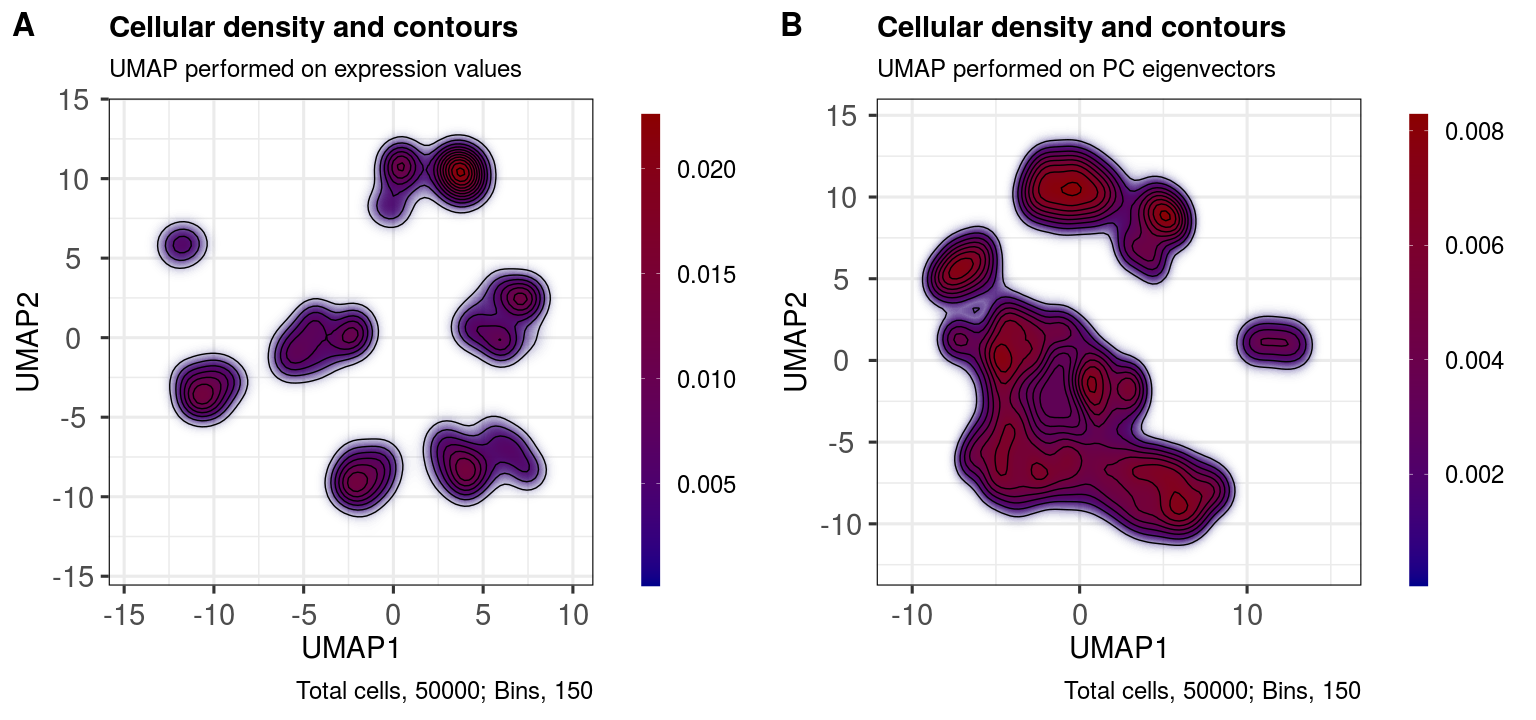 A
Cellular density and contours
UMAP performed on expression values
15
10
5
0
-5
-10
-15
UMAP2
-15
-10
-5
0
5
10
UMAP1
0.020
0.015
0.010
0.005
Total cells, 50000; Bins, 150
B
Cellular density and contours
UMAP performed on PC eigenvectors
15
10
5
0
-5
-10
UMAP2
-10
0
10
UMAP1
0.008
0.006
0.004
0.002
Total cells, 50000; Bins, 150